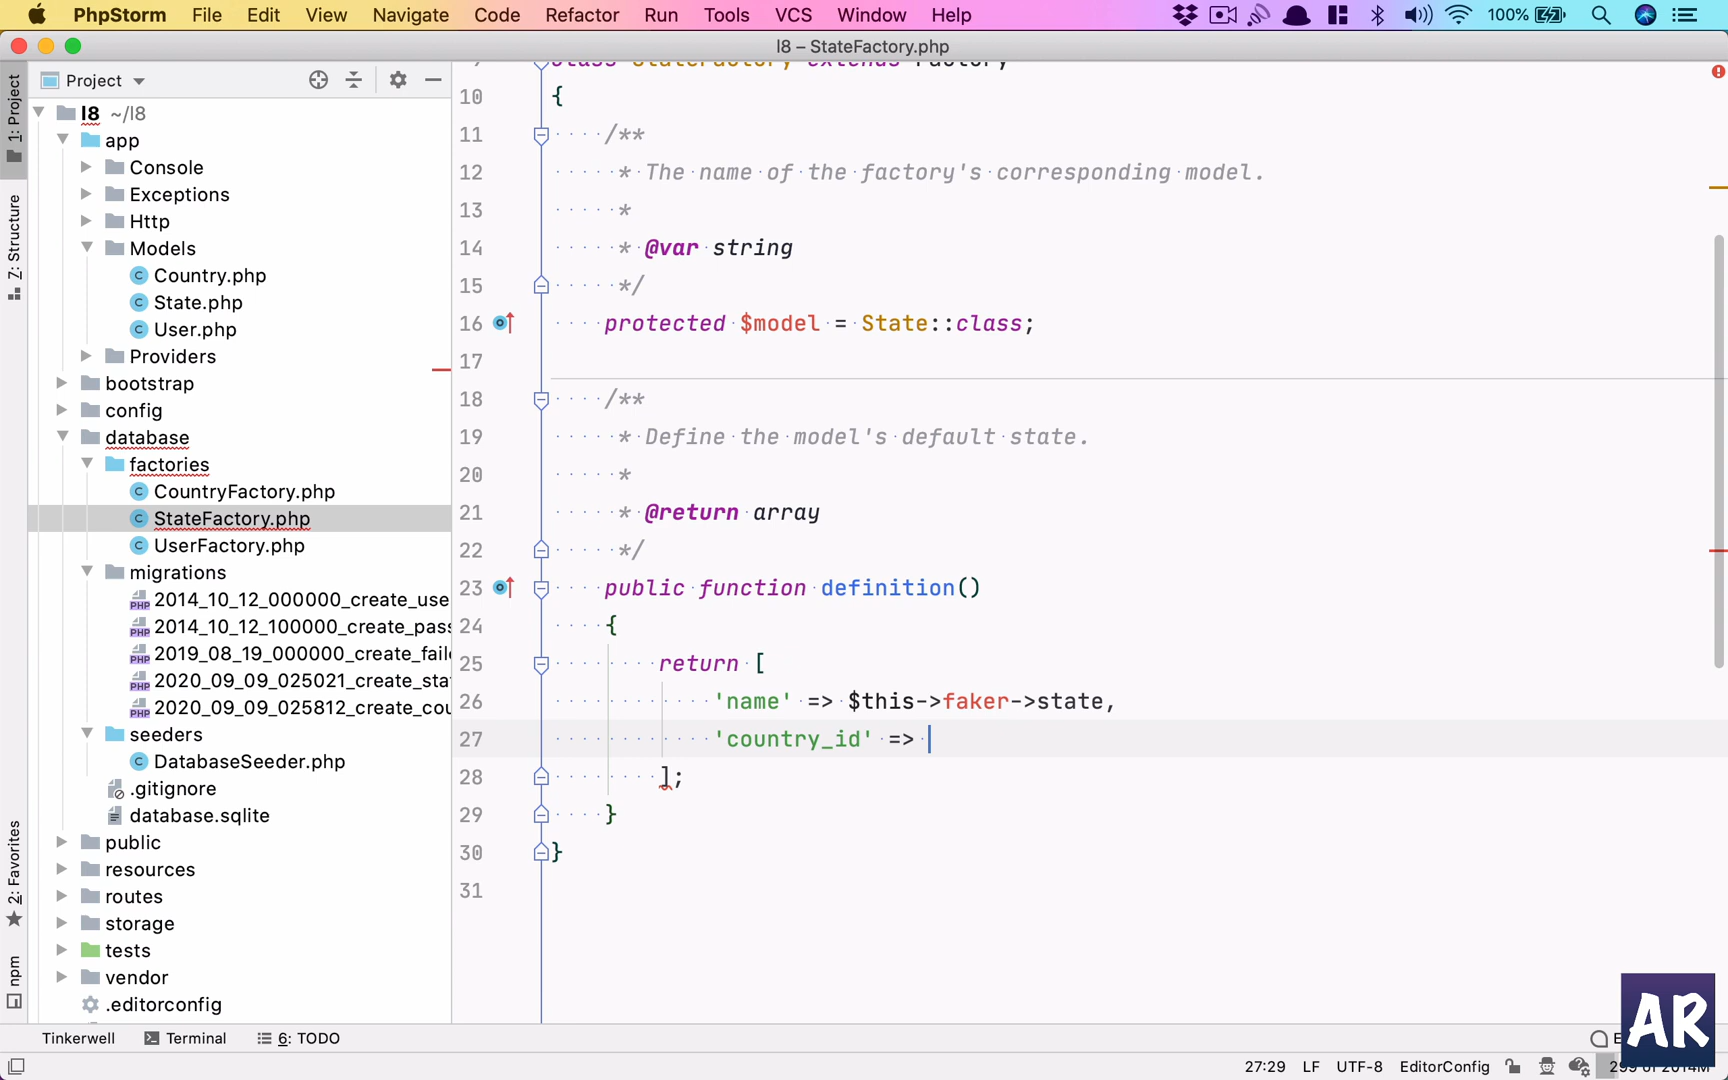 PhpStorm File Edit View Navigate Code Refactor Run Tools VCS Window Help 100%
l8 – StateFactory.php
1: Project
7: Structure
2: Favorites
npm
Project
l8 ~/l8
app
Console
Exceptions
Http
Models
Country.php
State.php
User.php
Providers
bootstrap
config
database
factories
CountryFactory.php
StateFactory.php
UserFactory.php
migrations
2014_10_12_000000_create_use
2014_10_12_100000_create_pass
2019_08_19_000000_create_faile
2020_09_09_025021_create_sta
2020_09_09_025812_create_cou
seeders
DatabaseSeeder.php
.gitignore
database.sqlite
public
resources
routes
storage
tests
vendor
.editorconfig
9 class StateFactory extends Factory
10 {
11 /**
12 * The name of the factory's corresponding model.
13 *
14 * @var string
15 */
16 protected $model = State::class;
17
18 /**
19 * Define the model's default state.
20 *
21 * @return array
22 */
23 public function definition()
24 {
25 return [
26 'name' => $this->faker->state,
27 'country_id' =>
28 ];
29 }
30 }
31
Tinkerwell Terminal 6: TODO
27:29 LF UTF-8 EditorConfig
AR